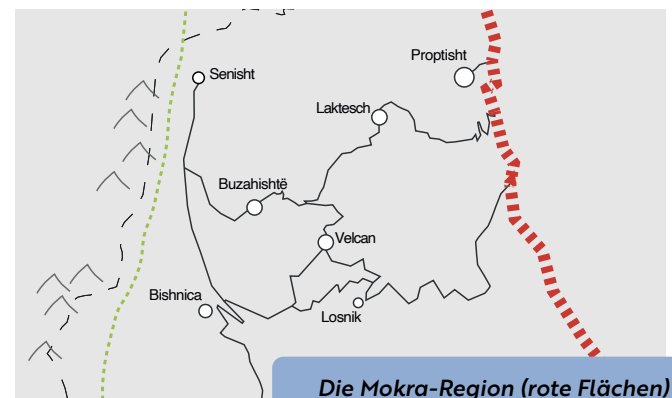 Proptisht
Senisht
Laktesch
Buzahishtë
Velcan
Bishnica
Losnik
Die Mokra-Region (rote Flächen)